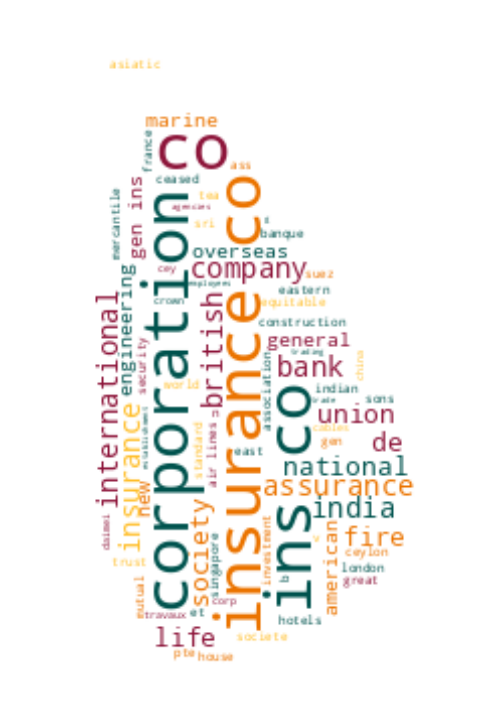 asiatic
marine
france
co
ass
ceased
mercantile
gen ins
tea
agencies
sri
co
banque
overseas
cey
company
suez
employees
eastern
engineering
crown
equitable
corporation
british
international
insurance
construction
general
trading
association
bank
china
security
world
indian
trade
sons
insurance
establishment
union
cables
standard
air lines
gen
de
east
national
new
assurance
ins co
india
society
daimei
fire
american
investment
singapore
ceylon
trust
london
great
mutual
corp
travaux
et
hotels
life
societe
pte
house